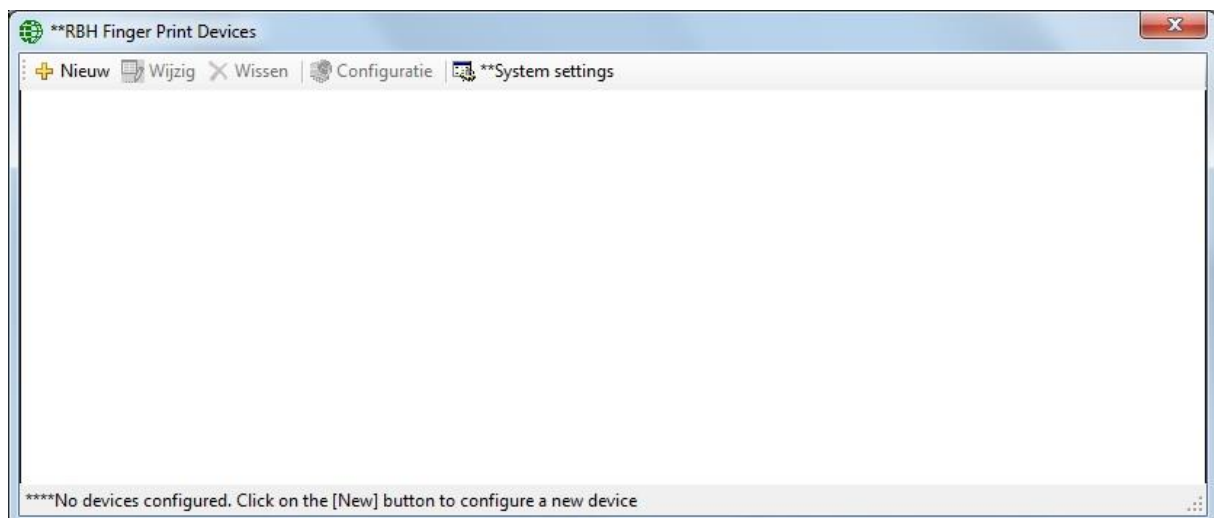 **RBH Finger Print Devices
Nieuw Wijzig Wissen Configuratie **System settings
****No devices configured. Click on the [New] button to configure a new device